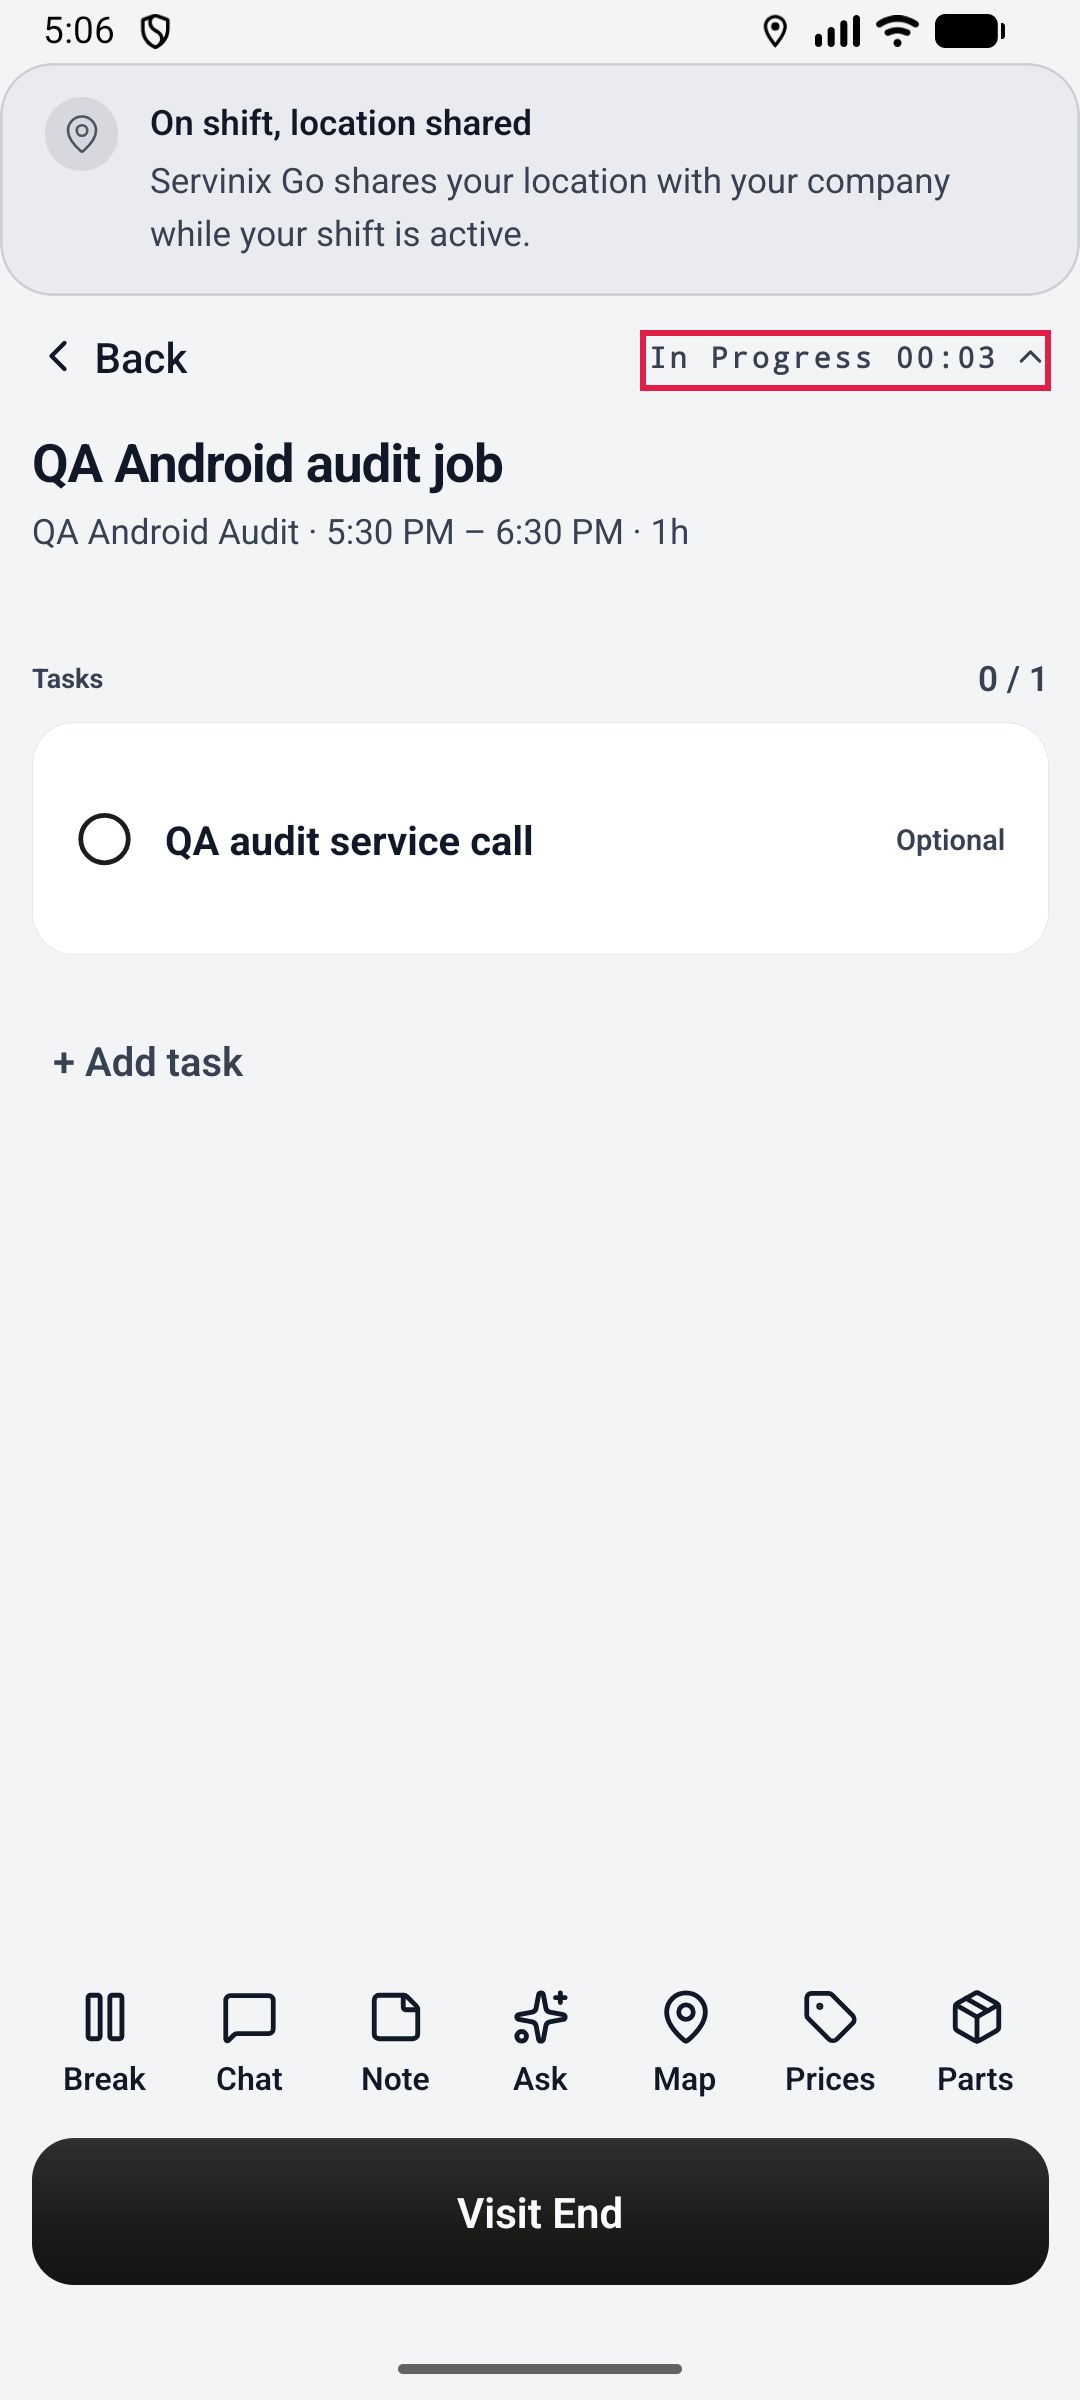 5:06
On shift, location shared
Servinix Go shares your location with your company
while your shift is active.
Back
In Progress 00:03
QA Android audit job
QA Android Audit · 5:30 PM – 6:30 PM · 1h
Tasks
0 / 1
QA audit service call
Optional
+ Add task
Break
Chat
Note
Ask
Map
Prices
Parts
Visit End